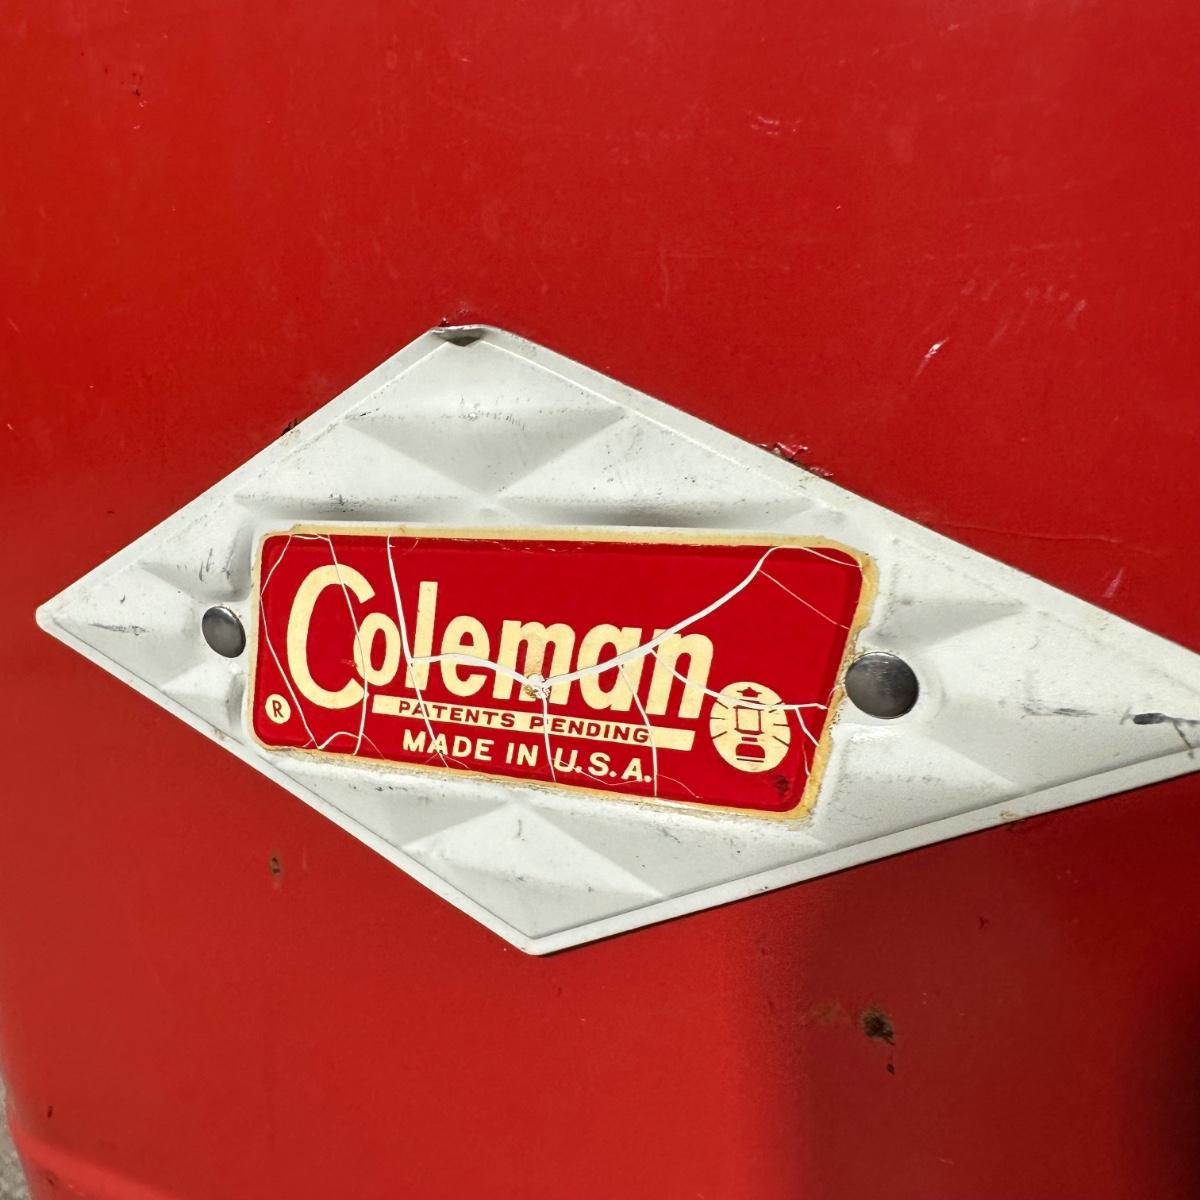 Coleman
PATENTS PENDING
® MADE IN U.S.A.